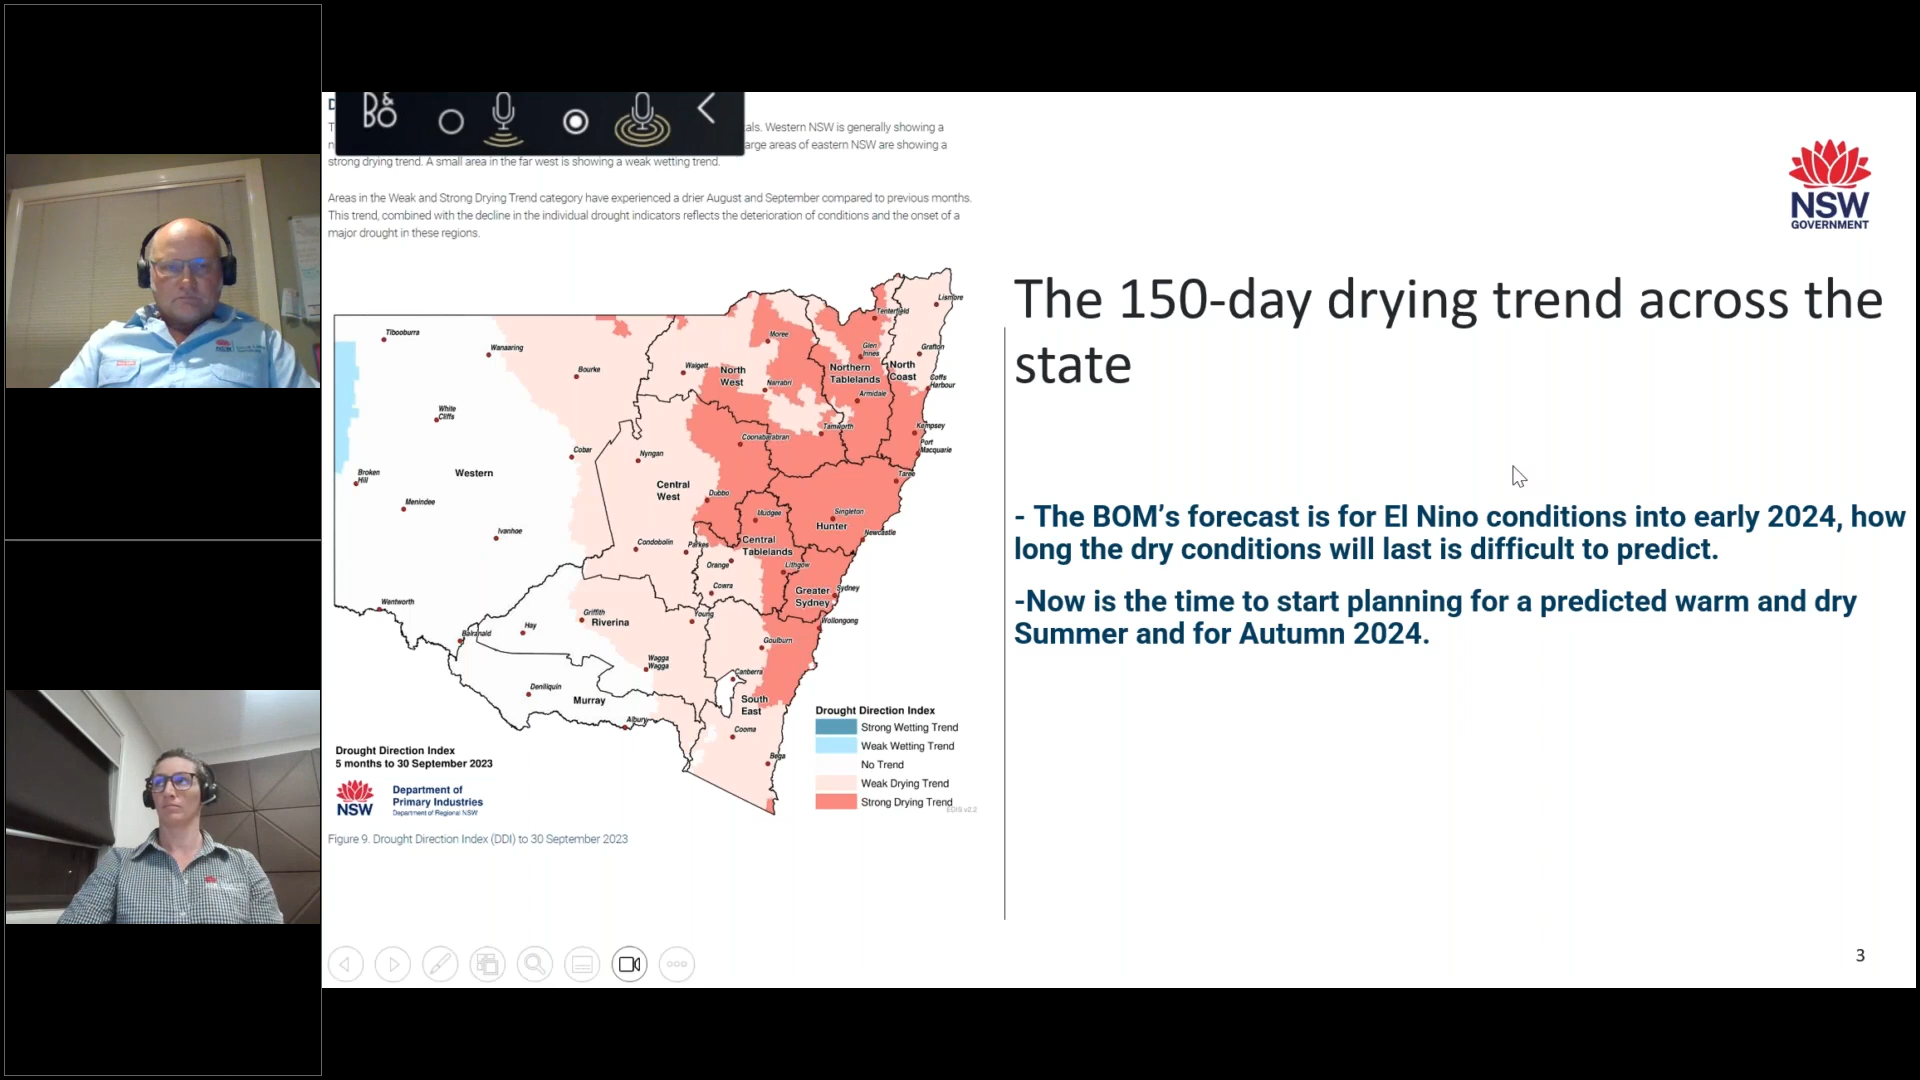 B&O
als. Western NSW is generally showing a
arge areas of eastern NSW are showing a
strong drying trend. A small area in the far west is showing a weak wetting trend.
Areas in the Weak and Strong Drying Trend category have experienced a drier August and September compared to previous months.
This trend, combined with the decline in the individual drought indicators reflects the deterioration of conditions and the onset of a
major drought in these regions.
NSW
GOVERNMENT
The 150-day drying trend across the
state
- The BOM's forecast is for El Nino conditions into early 2024, how
long the dry conditions will last is difficult to predict.
-Now is the time to start planning for a predicted warm and dry
Summer and for Autumn 2024.
Lismore
Tenterfield
Tibooburra
Moree
Wanaaring
Glen
Innes
Grafton
Bourke
Walgett
North
West
Northern
Tablelands
North
Coast
Narrabri
Coffs
Harbour
Armidale
White
Cliffs
Tamworth
Kempsey
Coonabarabran
Port
Macquarie
Cobar
Nyngan
Broken
Hill
Western
Taree
Central
West
Dubbo
Menindee
Mudgee
Singleton
Hunter
Ivanhoe
Newcastle
Condobolin
Parkes
Central
Tablelands
Orange
Lithgow
Cowra
Greater
Sydney
Sydney
Wentworth
Griffith
Riverina
Young
Wollongong
Hay
Balranald
Goulburn
Wagga
Wagga
Canberra
Deniliquin
Murray
South
East
Albury
Cooma
Bega
Drought Direction Index
Strong Wetting Trend
Weak Wetting Trend
No Trend
Weak Drying Trend
Strong Drying Trend
EDIS v2.2
Drought Direction Index
5 months to 30 September 2023
NSW
Department of
Primary Industries
Department of Regional NSW
Figure 9. Drought Direction Index (DDI) to 30 September 2023
3